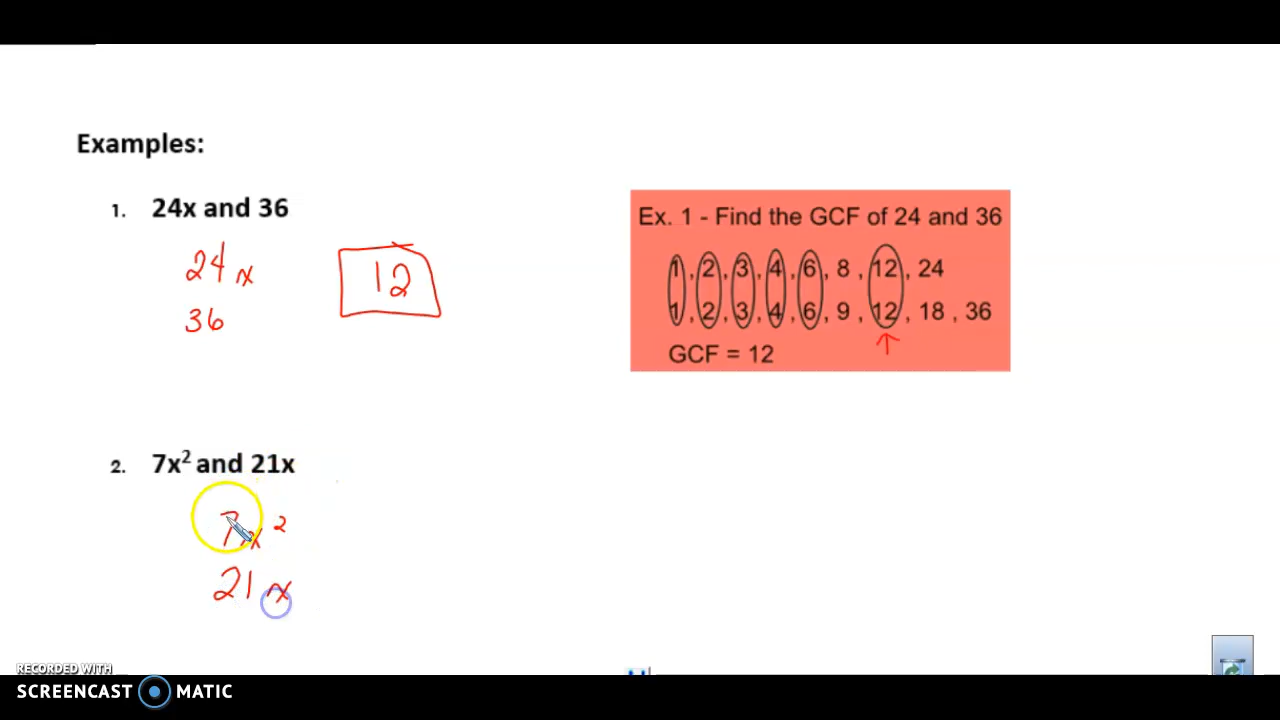 Examples:
1. 24x and 36
24x
36
12
Ex. 1 - Find the GCF of 24 and 36
1, 2, 3, 4, 6, 8, 12, 24
1, 2, 3, 4, 6, 9, 12, 18, 36
GCF = 12
2. 7x² and 21x
7x²
21x
RECORDED WITH
SCREENCAST MATIC